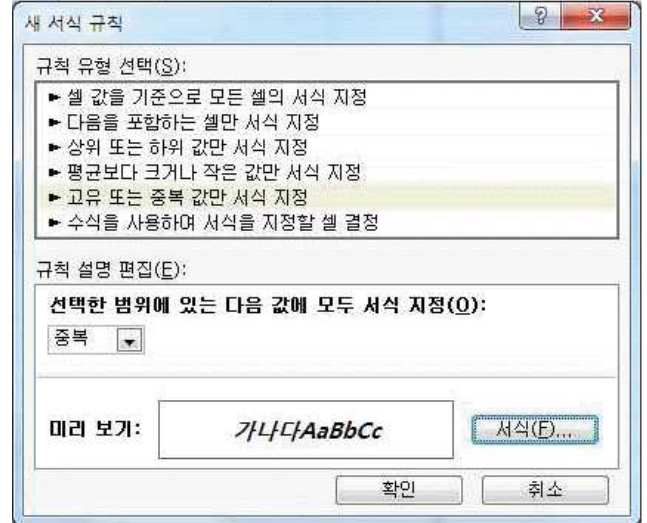 새 서식 규칙
규칙 유형 선택(S):
► 셀 값을 기준으로 모든 셀의 서식 지정
► 다음을 포함하는 셀만 서식 지정
► 상위 또는 하위 값만 서식 지정
► 평균보다 크거나 작은 값만 서식 지정
► 고유 또는 중복 값만 서식 지정
► 수식을 사용하여 서식을 지정할 셀 결정
규칙 설명 편집(E):
선택한 범위에 있는 다음 값에 모두 서식 지정(O):
중복
미리 보기: 가나다AaBbCc 서식(F)...
확인 취소